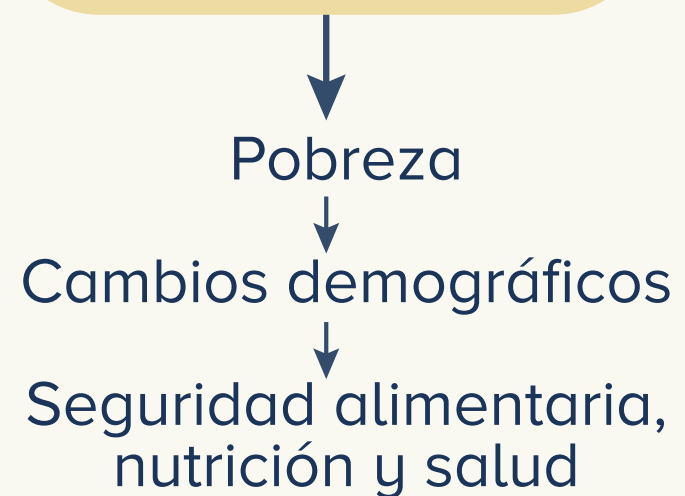 Pobreza
Cambios demográficos
Seguridad alimentaria,
nutrición y salud